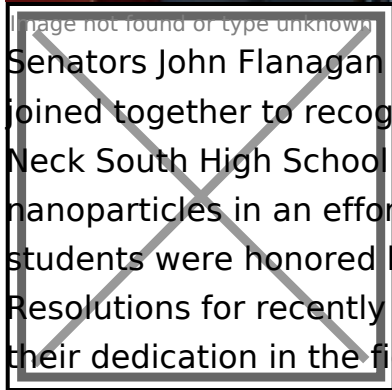 Image not found or type unknown
Senators John Flanagan
joined together to recog
Neck South High School
nanoparticles in an effor
students were honored
Resolutions for recently
their dedication in the fi